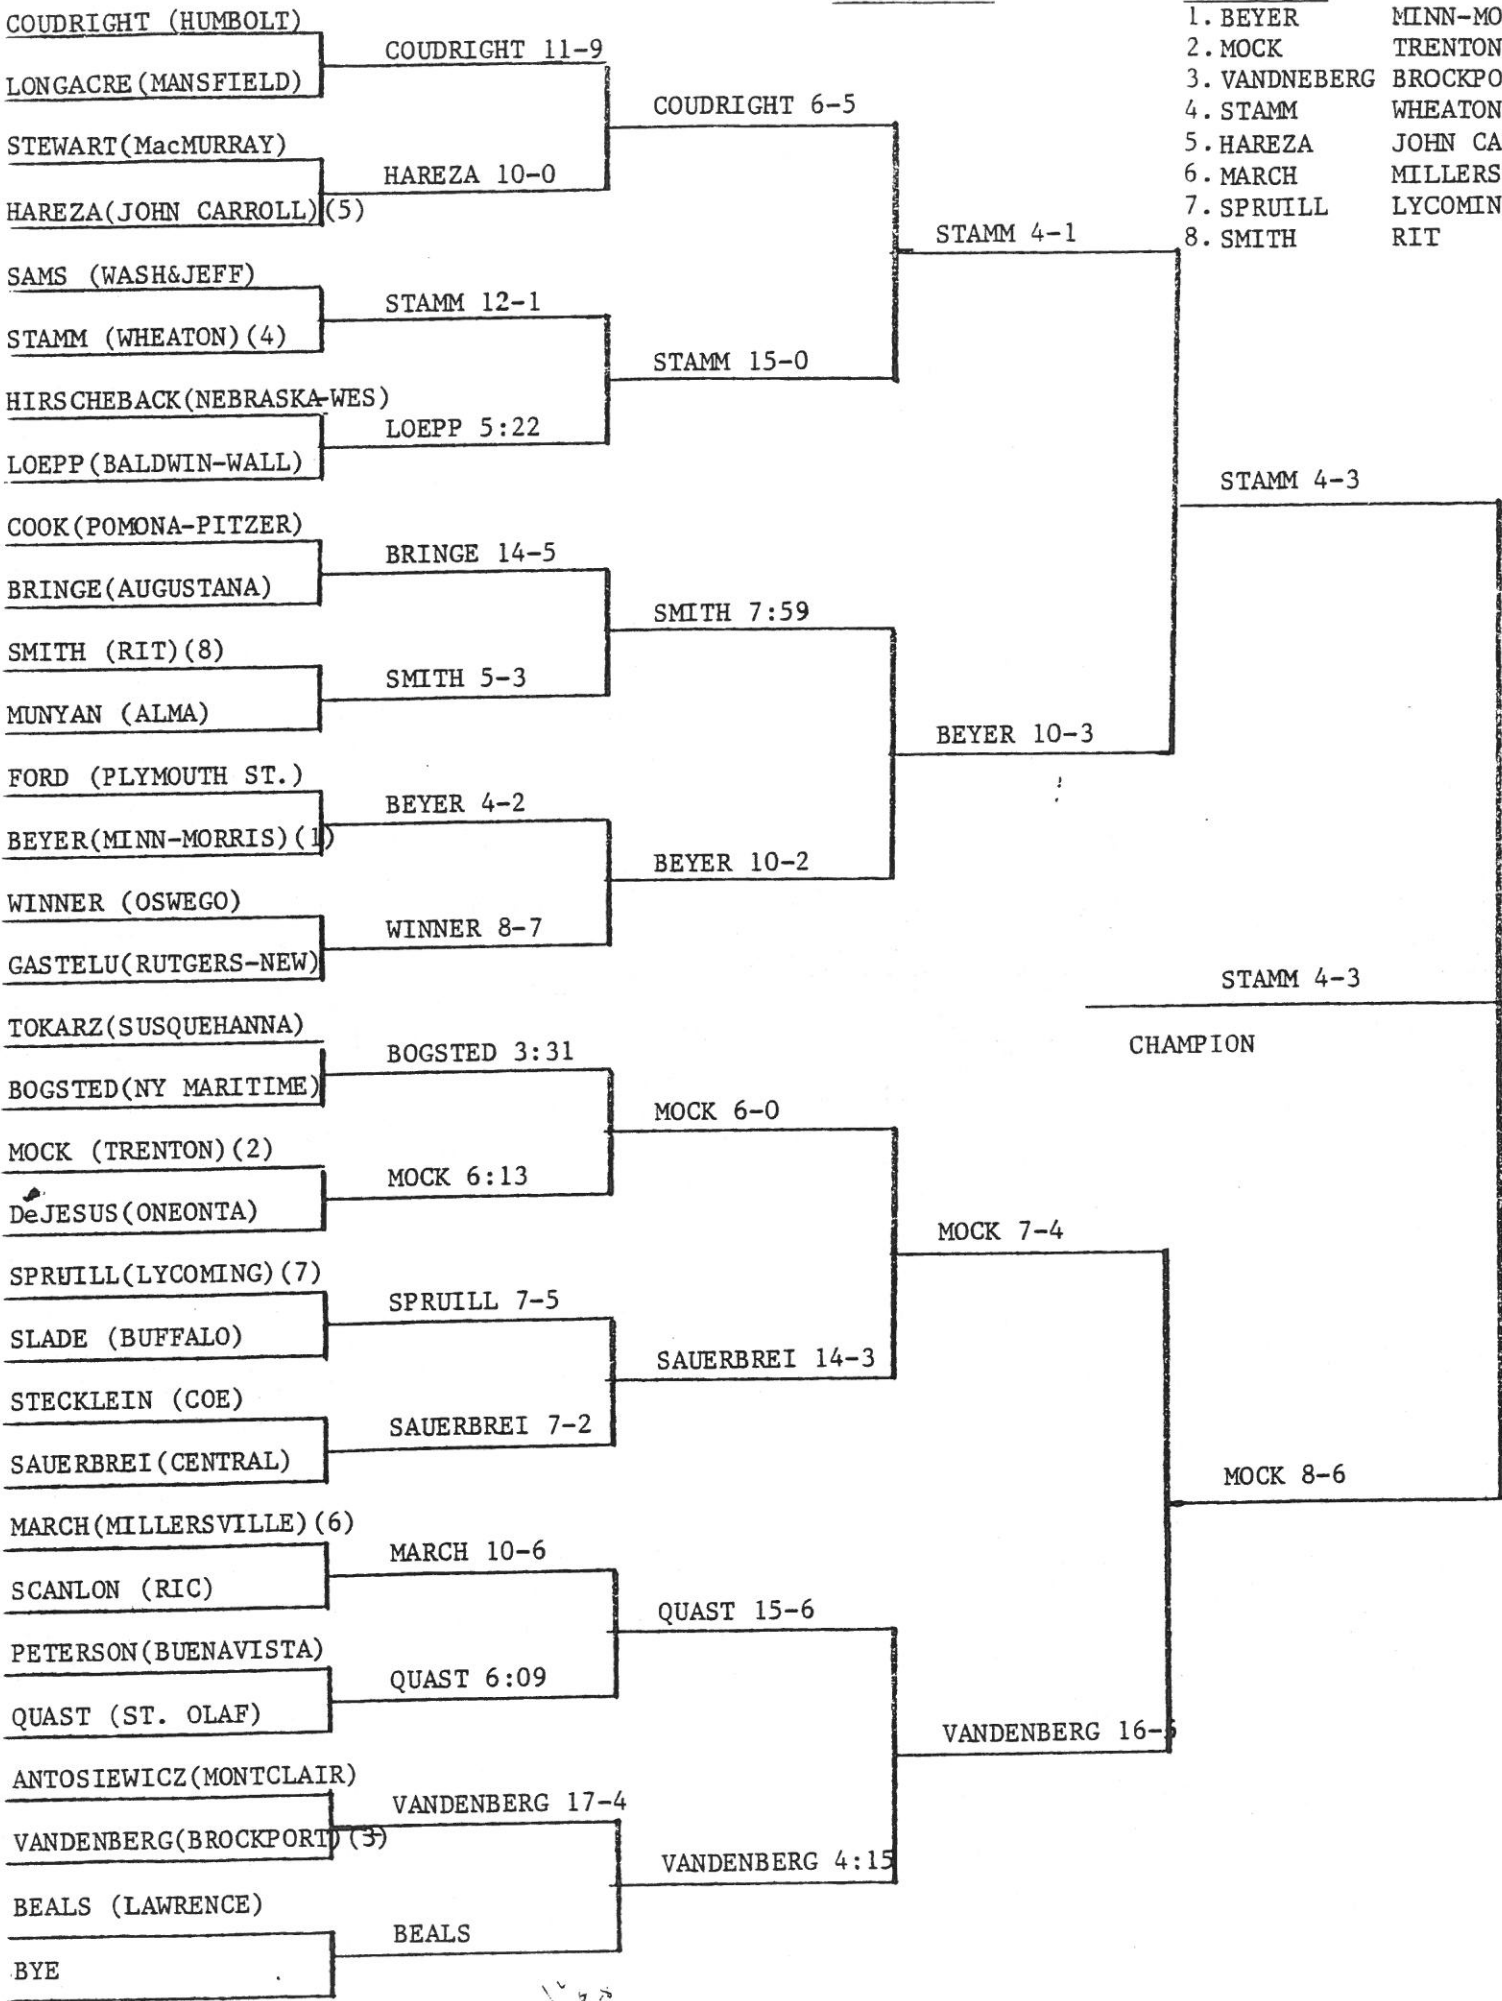 1. BEYER MINN-MO
2. MOCK TRENTON
3. VANDNEBERG BROCKPO
4. STAMM WHEATON
5. HAREZA JOHN CA
6. MARCH MILLERS
7. SPRUILL LYCOMIN
8. SMITH RIT
COUDRIGHT (HUMBOLT)
LONGACRE(MANSFIELD)
STEWART(MacMURRAY)
HAREZA(JOHN CARROLL)(5)
SAMS (WASH&JEFF)
STAMM (WHEATON)(4)
HIRSCHEBACK(NEBRASKA-WES)
LOEPP(BALDWIN-WALL)
COOK(POMONA-PITZER)
BRINGE(AUGUSTANA)
SMITH (RIT)(8)
MUNYAN (ALMA)
FORD (PLYMOUTH ST.)
BEYER(MINN-MORRIS)(1)
WINNER (OSWEGO)
GASTELU(RUTGERS-NEW)
TOKARZ(SUSQUEHANNA)
BOGSTED(NY MARITIME)
MOCK (TRENTON)(2)
DeJESUS(ONEONTA)
SPRUILL(LYCOMING)(7)
SLADE (BUFFALO)
STECKLEIN (COE)
SAUERBREI(CENTRAL)
MARCH(MILLERSVILLE)(6)
SCANLON (RIC)
PETERSON(BUENAVISTA)
QUAST (ST. OLAF)
ANTOSIEWICZ(MONTCLAIR)
VANDENBERG(BROCKPORT)(3)
BEALS (LAWRENCE)
BYE
COUDRIGHT 11-9
HAREZA 10-0
STAMM 12-1
LOEPP 5:22
BRINGE 14-5
SMITH 5-3
BEYER 4-2
WINNER 8-7
BOGSTED 3:31
MOCK 6:13
SPRUILL 7-5
SAUERBREI 7-2
MARCH 10-6
QUAST 6:09
VANDENBERG 17-4
BEALS
COUDRIGHT 6-5
STAMM 15-0
SMITH 7:59
BEYER 10-2
MOCK 6-0
SAUERBREI 14-3
QUAST 15-6
VANDENBERG 4:15
STAMM 4-1
BEYER 10-3
MOCK 7-4
VANDENBERG
STAMM 4-3
MOCK 8-6
STAMM 4-3
CHAMPION